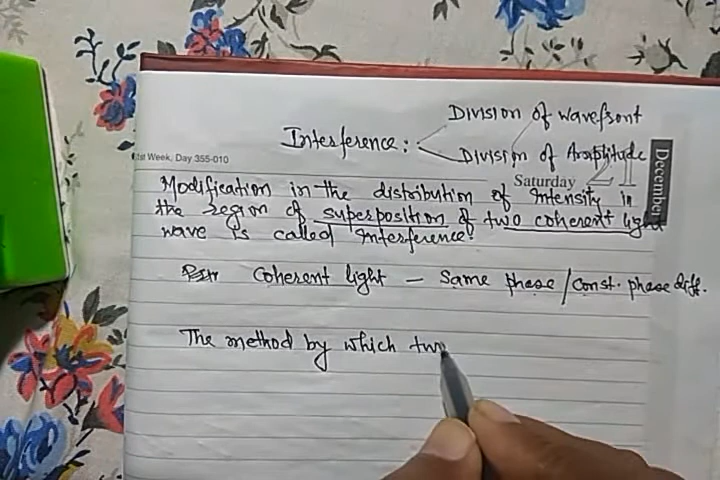 Division of wavefront
Interference:
Division of Amplitude
51st Week, Day 355-010
December
Saturday 21
Modification in the distribution of intensity in
the region of superposition of two coherent light
wave is called Interference.
Coherent light – Same phase / Const. phase diff.
The method by which two